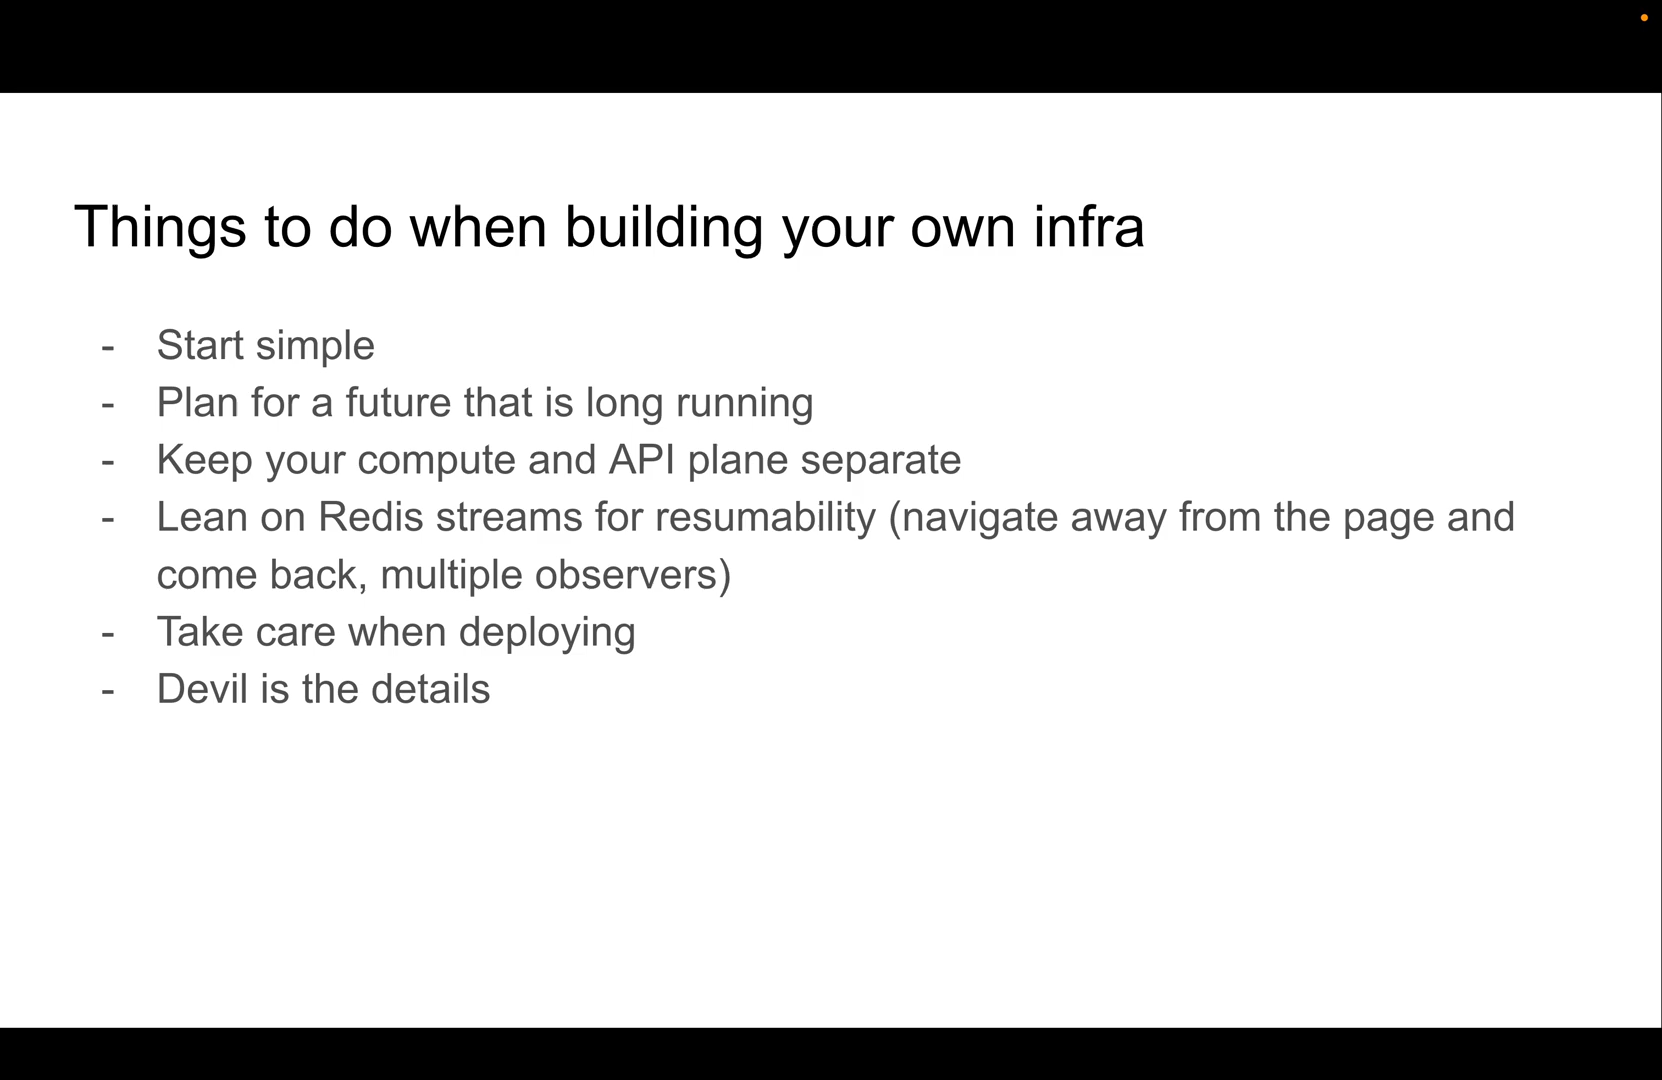 Things to do when building your own infra
- Start simple
- Plan for a future that is long running
- Keep your compute and API plane separate
- Lean on Redis streams for resumability (navigate away from the page and
come back, multiple observers)
- Take care when deploying
- Devil is the details